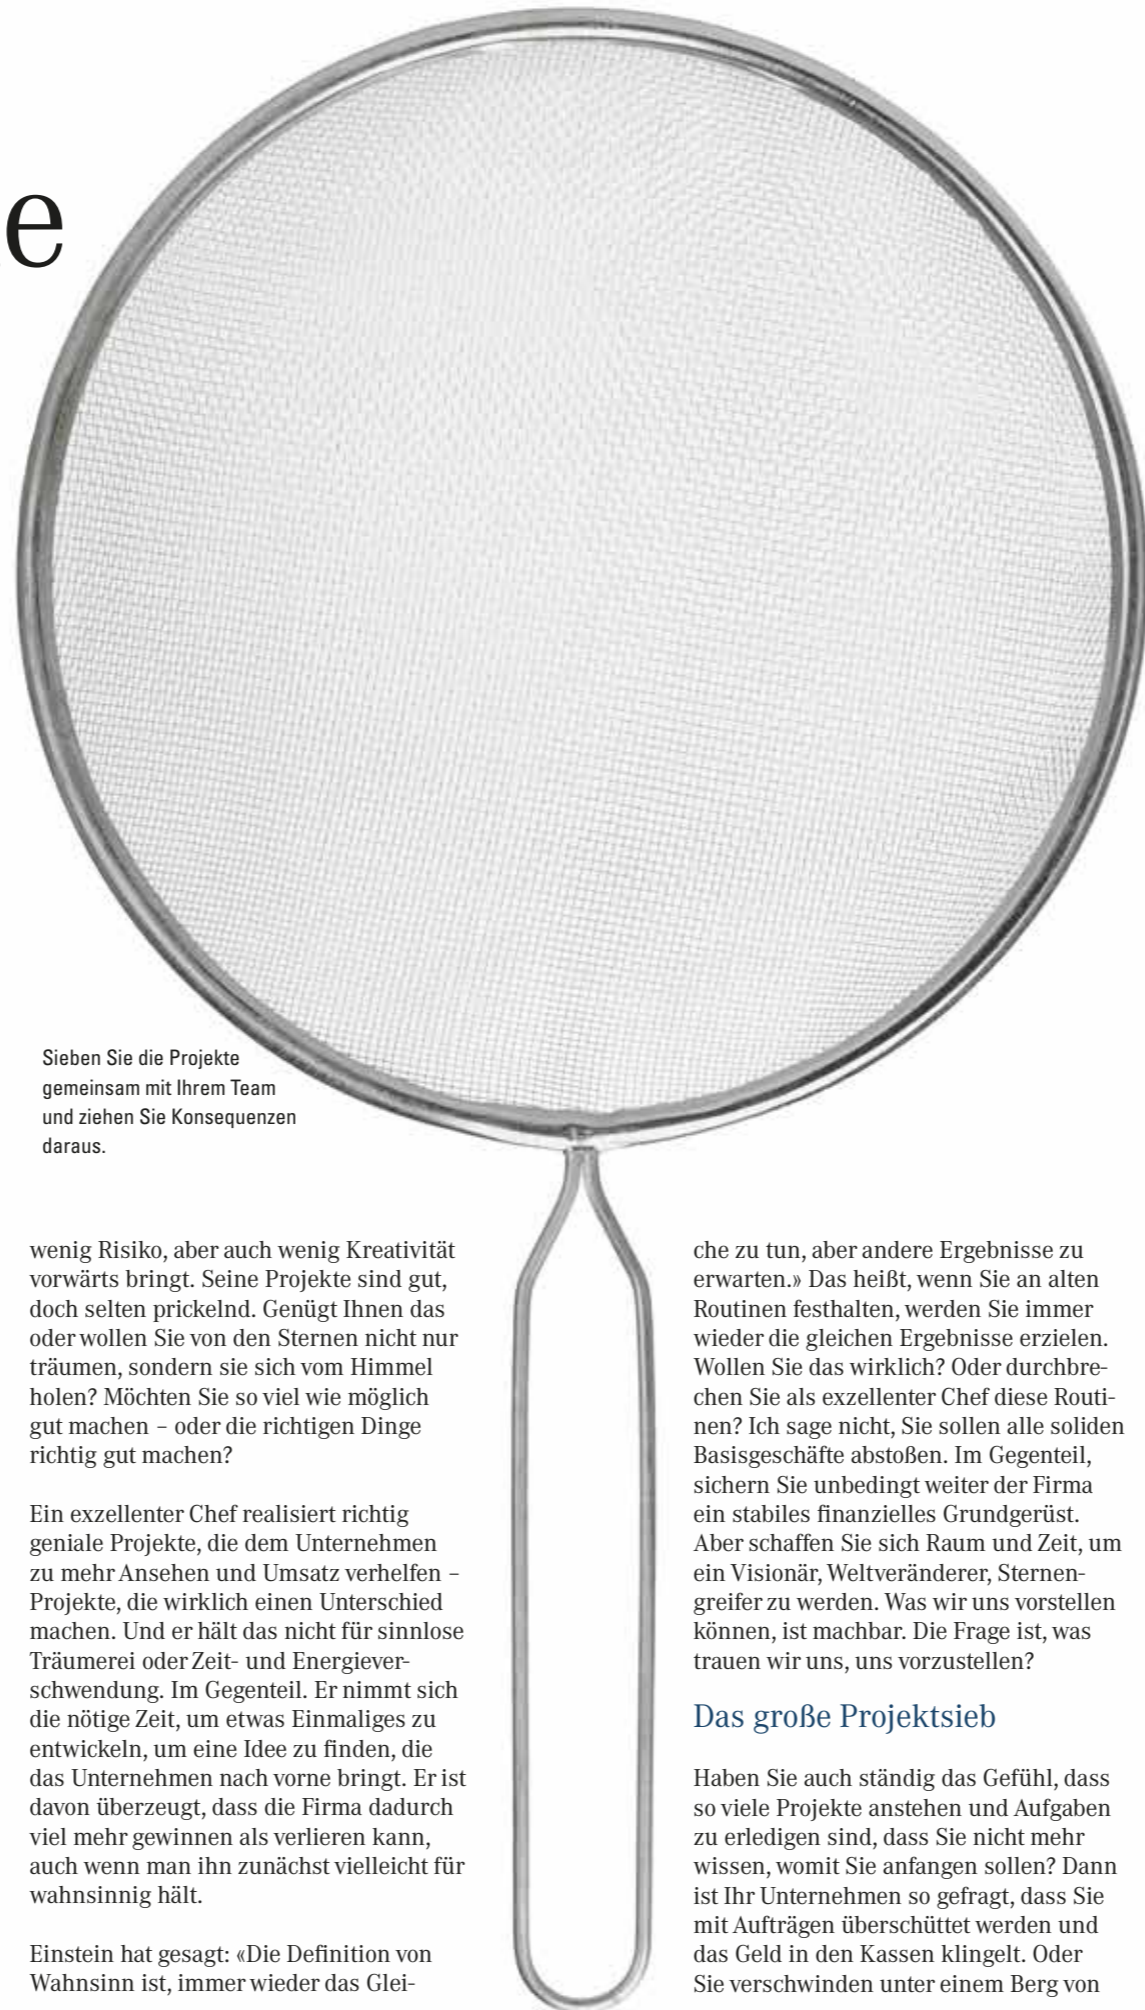 e
Sieben Sie die Projekte
gemeinsam mit Ihrem Team
und ziehen Sie Konsequenzen
daraus.
wenig Risiko, aber auch wenig Kreativität
vorwärts bringt. Seine Projekte sind gut,
doch selten prickelnd. Genügt Ihnen das
oder wollen Sie von den Sternen nicht nur
träumen, sondern sie sich vom Himmel
holen? Möchten Sie so viel wie möglich
gut machen – oder die richtigen Dinge
richtig gut machen?
Ein exzellenter Chef realisiert richtig
geniale Projekte, die dem Unternehmen
zu mehr Ansehen und Umsatz verhelfen –
Projekte, die wirklich einen Unterschied
machen. Und er hält das nicht für sinnlose
Träumerei oder Zeit- und Energiever-
schwendung. Im Gegenteil. Er nimmt sich
die nötige Zeit, um etwas Einmaliges zu
entwickeln, um eine Idee zu finden, die
das Unternehmen nach vorne bringt. Er ist
davon überzeugt, dass die Firma dadurch
viel mehr gewinnen als verlieren kann,
auch wenn man ihn zunächst vielleicht für
wahnsinnig hält.
Einstein hat gesagt: «Die Definition von
Wahnsinn ist, immer wieder das Glei-
che zu tun, aber andere Ergebnisse zu
erwarten.» Das heißt, wenn Sie an alten
Routinen festhalten, werden Sie immer
wieder die gleichen Ergebnisse erzielen.
Wollen Sie das wirklich? Oder durchbre-
chen Sie als exzellenter Chef diese Routi-
nen? Ich sage nicht, Sie sollen alle soliden
Basisgeschäfte abstoßen. Im Gegenteil,
sichern Sie unbedingt weiter der Firma
ein stabiles finanzielles Grundgerüst.
Aber schaffen Sie sich Raum und Zeit, um
ein Visionär, Weltveränderer, Sternen-
greifer zu werden. Was wir uns vorstellen
können, ist machbar. Die Frage ist, was
trauen wir uns, uns vorzustellen?
Das große Projektsieb
Haben Sie auch ständig das Gefühl, dass
so viele Projekte anstehen und Aufgaben
zu erledigen sind, dass Sie nicht mehr
wissen, womit Sie anfangen sollen? Dann
ist Ihr Unternehmen so gefragt, dass Sie
mit Aufträgen überschüttet werden und
das Geld in den Kassen klingelt. Oder
Sie verschwinden unter einem Berg von